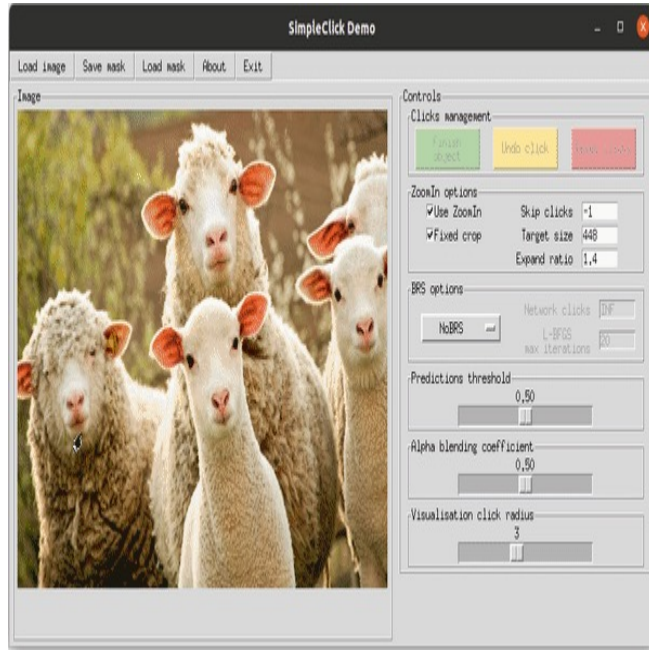 SimpleClick Demo
Load image Save mask Load mask About Exit
Image
Controls
Clicks management
Finish object
Undo click
ZoomIn options
Use ZoomIn Skip clicks -1
Fixed crop Target size 448
Expand ratio 1.4
BRS options
Network clicks INF
NoBRS
L-BFGS
max iterations 20
Predictions threshold
0.50
Alpha blending coefficient
0.50
Visualisation click radius
3